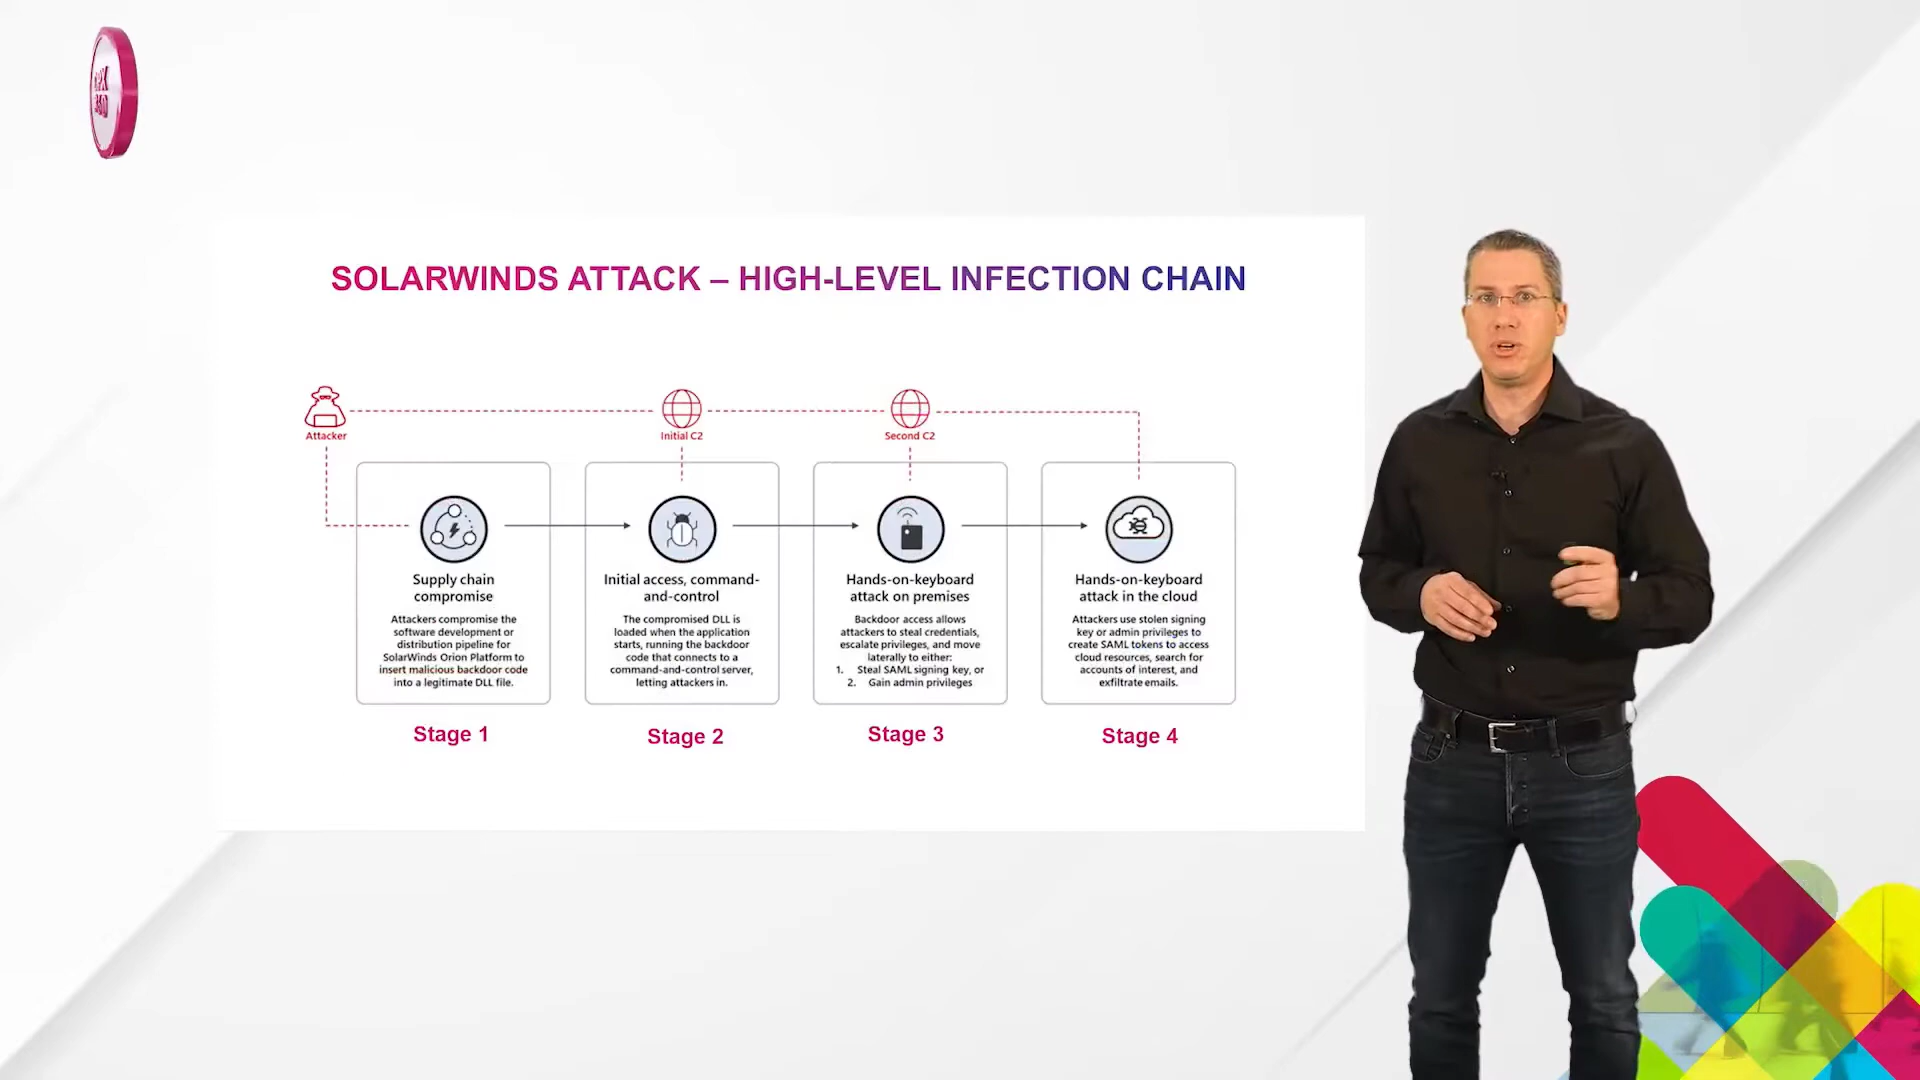 SOLARWINDS ATTACK – HIGH-LEVEL INFECTION CHAIN
Attacker
Initial C2
Second C2
Supply chain
compromise
Attackers compromise the
software development or
distribution pipeline for
SolarWinds Orion Platform to
insert malicious backdoor code
into a legitimate DLL file.
Stage 1
Initial access, command-
and-control
The compromised DLL is
loaded when the application
starts, running the backdoor
code that connects to a
command-and-control server,
letting attackers in.
Stage 2
Hands-on-keyboard
attack on premises
Backdoor access allows
attackers to steal credentials,
escalate privileges, and move
laterally to either:
1. Steal SAML signing key, or
2. Gain admin privileges
Stage 3
Hands-on-keyboard
attack in the cloud
Attackers use stolen signing
key or admin privileges to
create SAML tokens to access
cloud resources, search for
accounts of interest, and
exfiltrate emails.
Stage 4